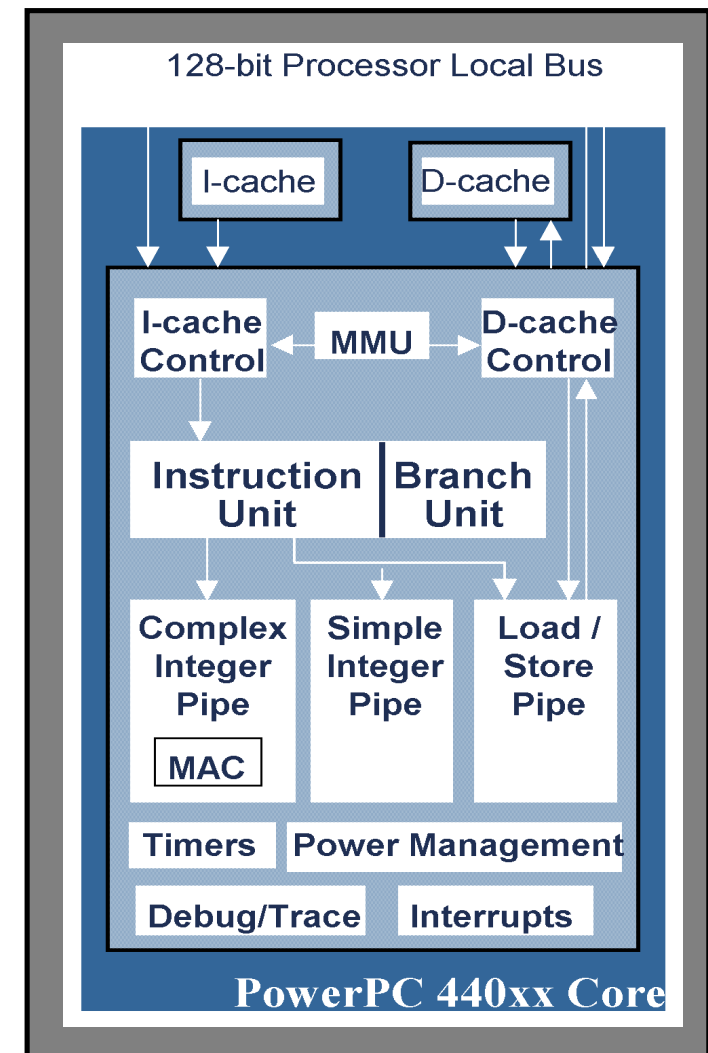 128-bit Processor Local Bus
I-cache
D-cache
I-cache
Control
MMU
D-cache
Control
Instruction
Unit
Branch
Unit
Complex
Integer
Pipe
MAC
Simple
Integer
Pipe
Load /
Store
Pipe
Timers
Power Management
Debug/Trace
Interrupts
PowerPC 440xx Core